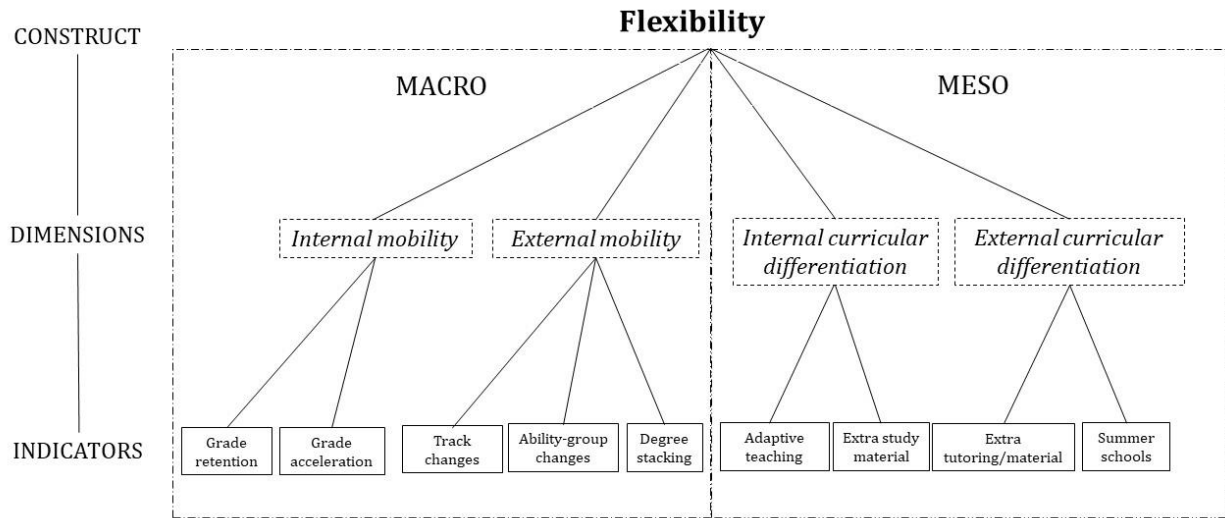 Flexibility
CONSTRUCT
MACRO
MESO
DIMENSIONS
Internal mobility
External mobility
Internal curricular
differentiation
External curricular
differentiation
INDICATORS
Grade
retention
Grade
acceleration
Track
changes
Ability-group
changes
Degree
stacking
Adaptive
teaching
Extra study
material
Extra
tutoring/material
Summer
schools